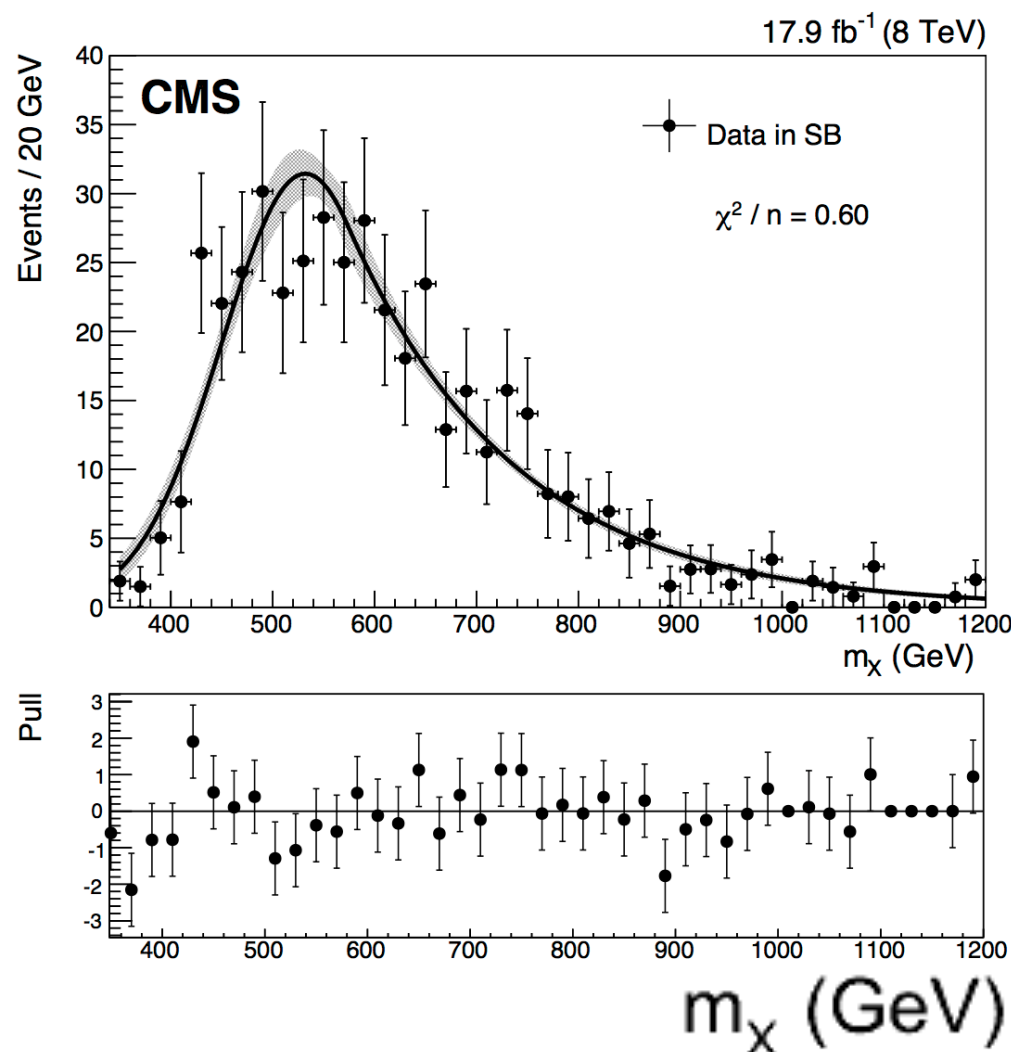 17.9 fb⁻¹ (8 TeV)
CMS
Events / 20 GeV
40
35
30
25
20
15
10
5
0
Data in SB
χ² / n = 0.60
400 500 600 700 800 900 1000 1100 1200
mₓ (GeV)
Pull
3
2
1
0
-1
-2
-3
400 500 600 700 800 900 1000 1100 1200
mₓ (GeV)